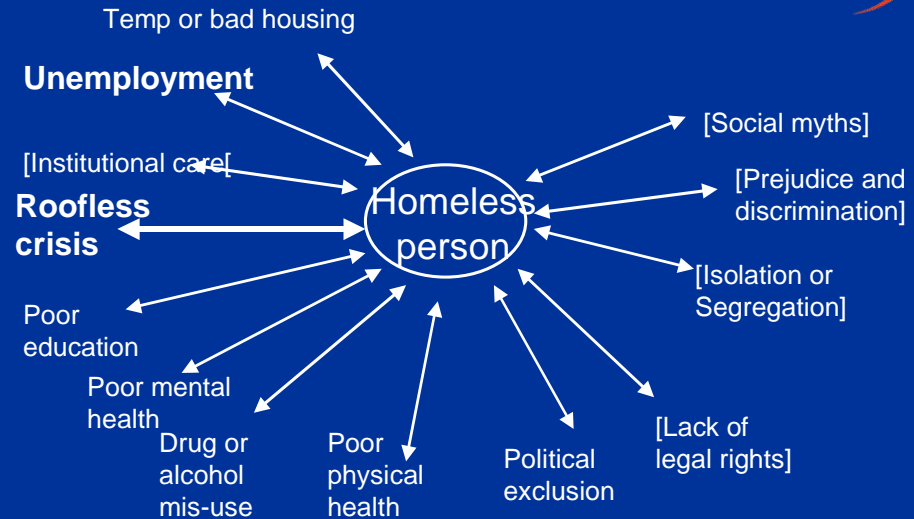 Temp or bad housing
Unemployment
[Social myths]
[Institutional care[
[Prejudice and
discrimination]
Roofless
crisis
Homeless
person
[Isolation or
Segregation]
Poor
education
Poor mental
health
Drug or
alcohol
mis-use
Poor
physical
health
Political
exclusion
[Lack of
legal rights]